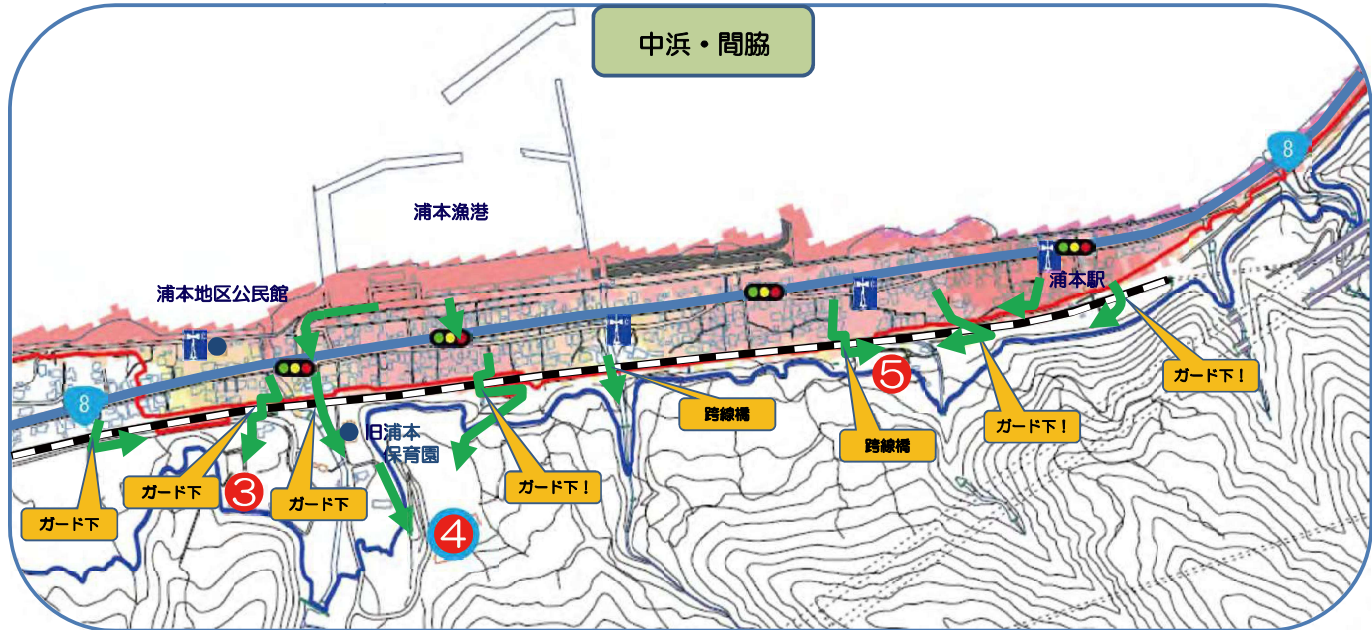 中浜・間脇
8
浦本漁港
浦本地区公民館
浦本駅
8
ガード下！
⑤
跨線橋
ガード下！
跨線橋
旧浦本
保育園
ガード下
③
ガード下
ガード下！
ガード下
④